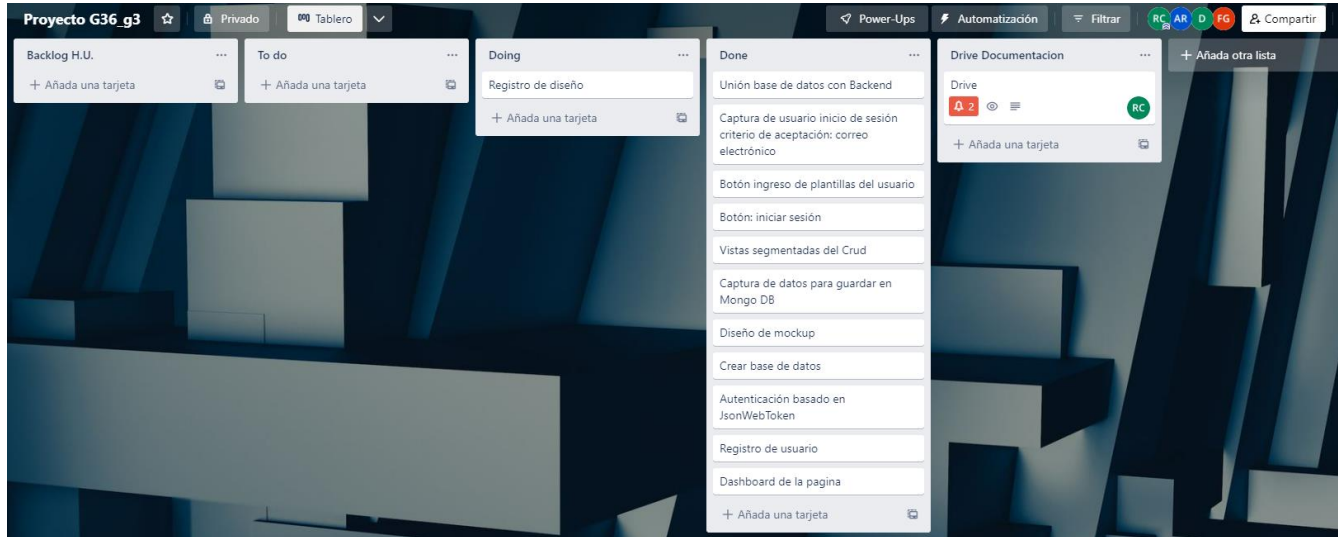 Proyecto G36_g3
Privado
Tablero
Power-Ups
Automatización
Filtrar
RC
AR
D
FG
Compartir
Backlog H.U.
Añada una tarjeta
To do
Añada una tarjeta
Doing
Registro de diseño
Añada una tarjeta
Done
Unión base de datos con Backend
Captura de usuario inicio de sesión
criterio de aceptación: correo
electrónico
Botón ingreso de plantillas del usuario
Botón: iniciar sesión
Vistas segmentadas del Crud
Captura de datos para guardar en
Mongo DB
Diseño de mockup
Crear base de datos
Autenticación basado en
JsonWebToken
Registro de usuario
Dashboard de la pagina
Añada una tarjeta
Drive Documentacion
Drive
2
RC
Añada una tarjeta
Añada otra lista